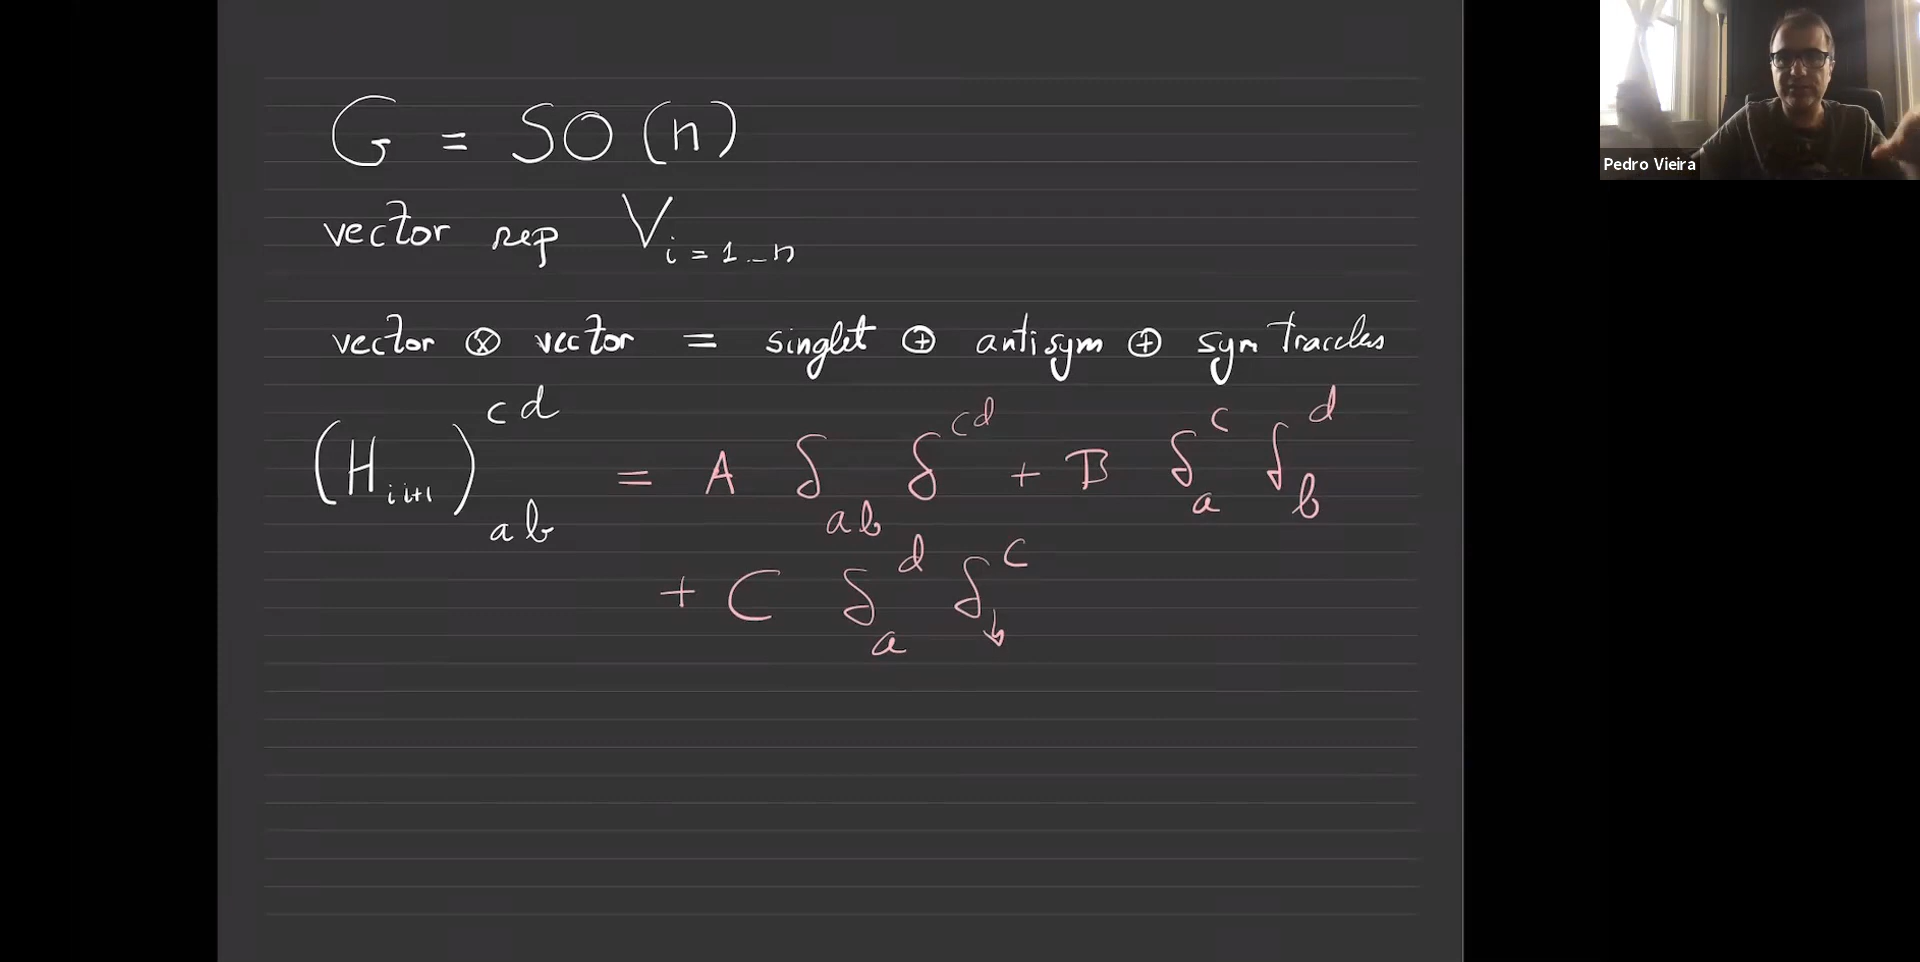 G = SO(n)
vector rep V_{i=1...n}
vector ⊗ vector = singlet ⊕ antisym ⊕ sym traceless
(H_{i i+1})_{ab}^{cd} = A δ_{ab} δ^{cd} + B δ_a^c δ_b^d
+ C δ_a^d δ_b^c
Pedro Vieira